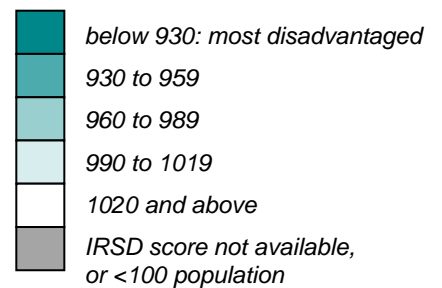 below 930: most disadvantaged
930 to 959
960 to 989
990 to 1019
1020 and above
IRSD score not available,
or <100 population